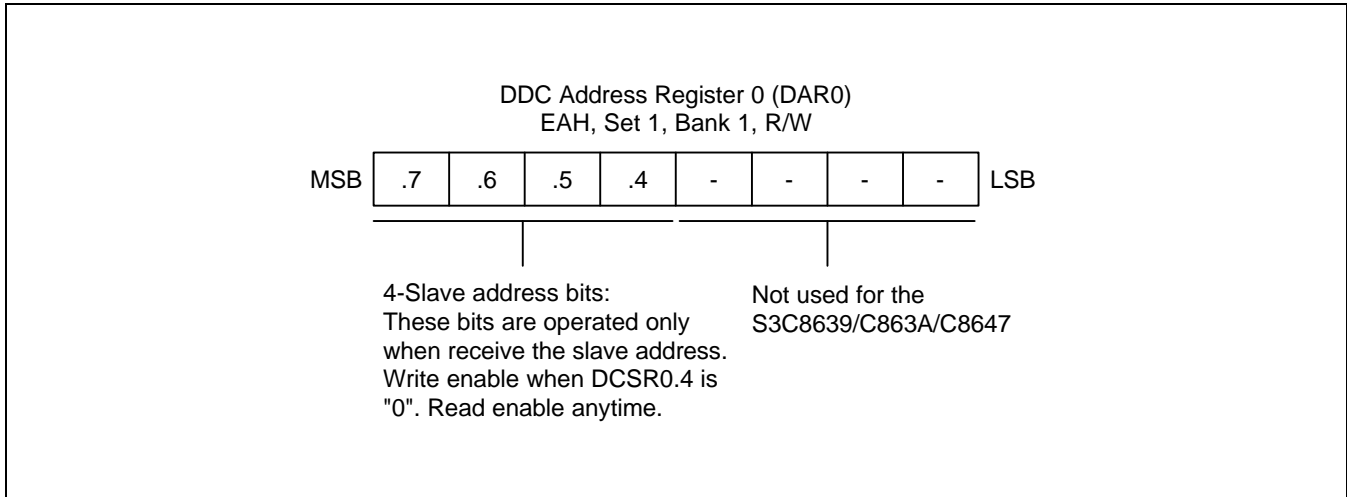 DDC Address Register 0 (DAR0)
EAH, Set 1, Bank 1, R/W
MSB .7 .6 .5 .4 - - - - LSB
4-Slave address bits:
These bits are operated only
when receive the slave address.
Write enable when DCSR0.4 is
"0". Read enable anytime.
Not used for the
S3C8639/C863A/C8647